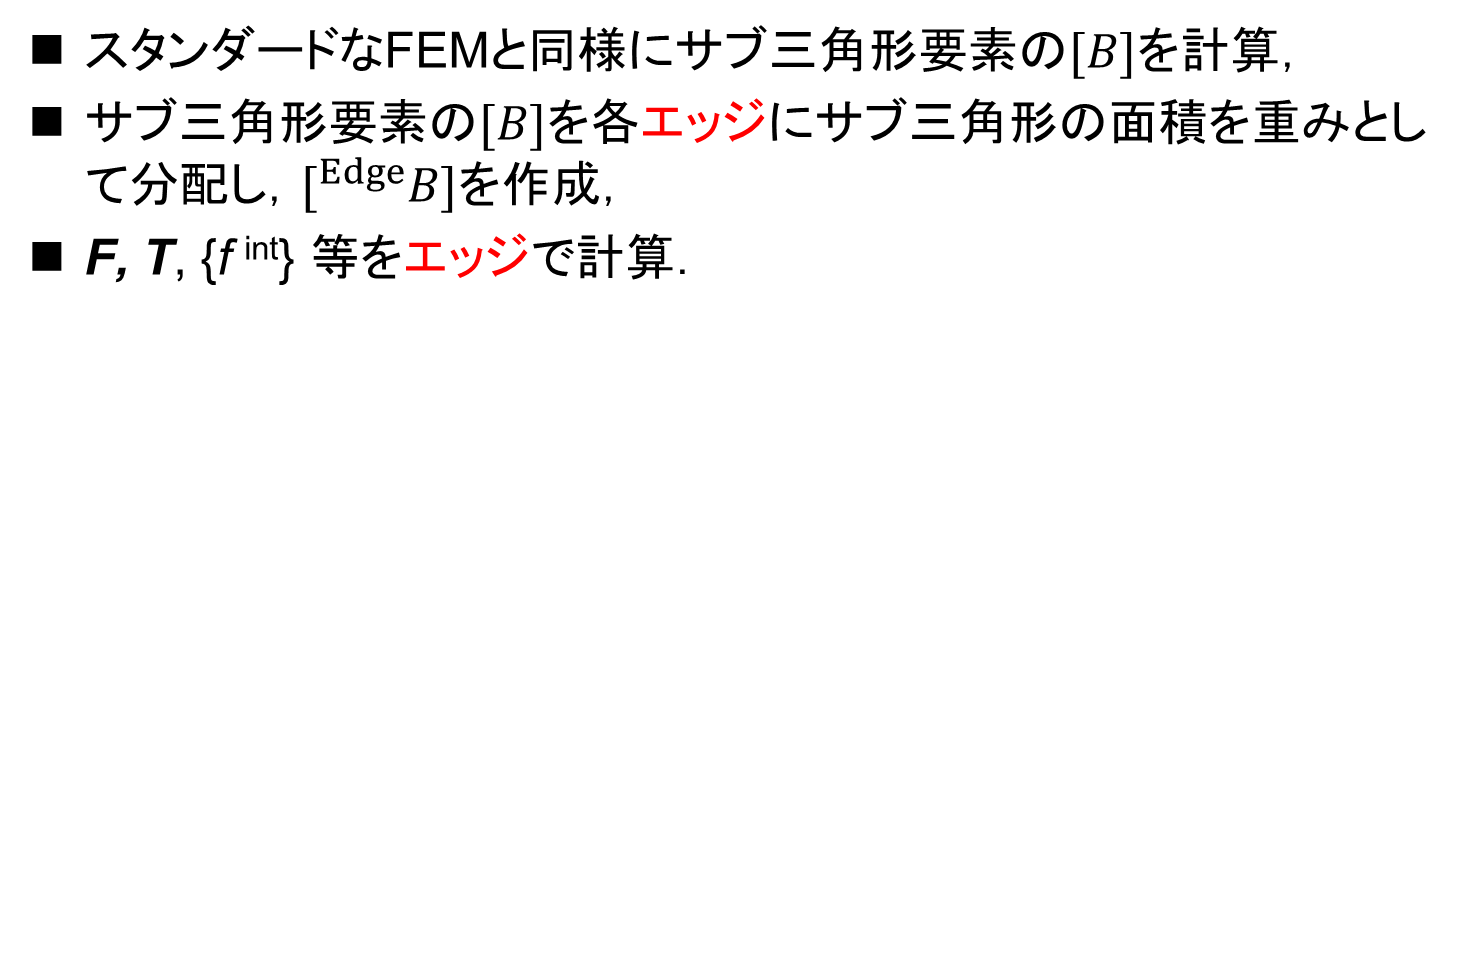 ■ スタンダードなFEMと同様にサブ三角形要素の[B]を計算，
■ サブ三角形要素の[B]を各エッジにサブ三角形の面積を重みとし
て分配し，[ᴱᵈᵍᵉB]を作成，
■ F, T, {f ⁱⁿᵗ} 等をエッジで計算．